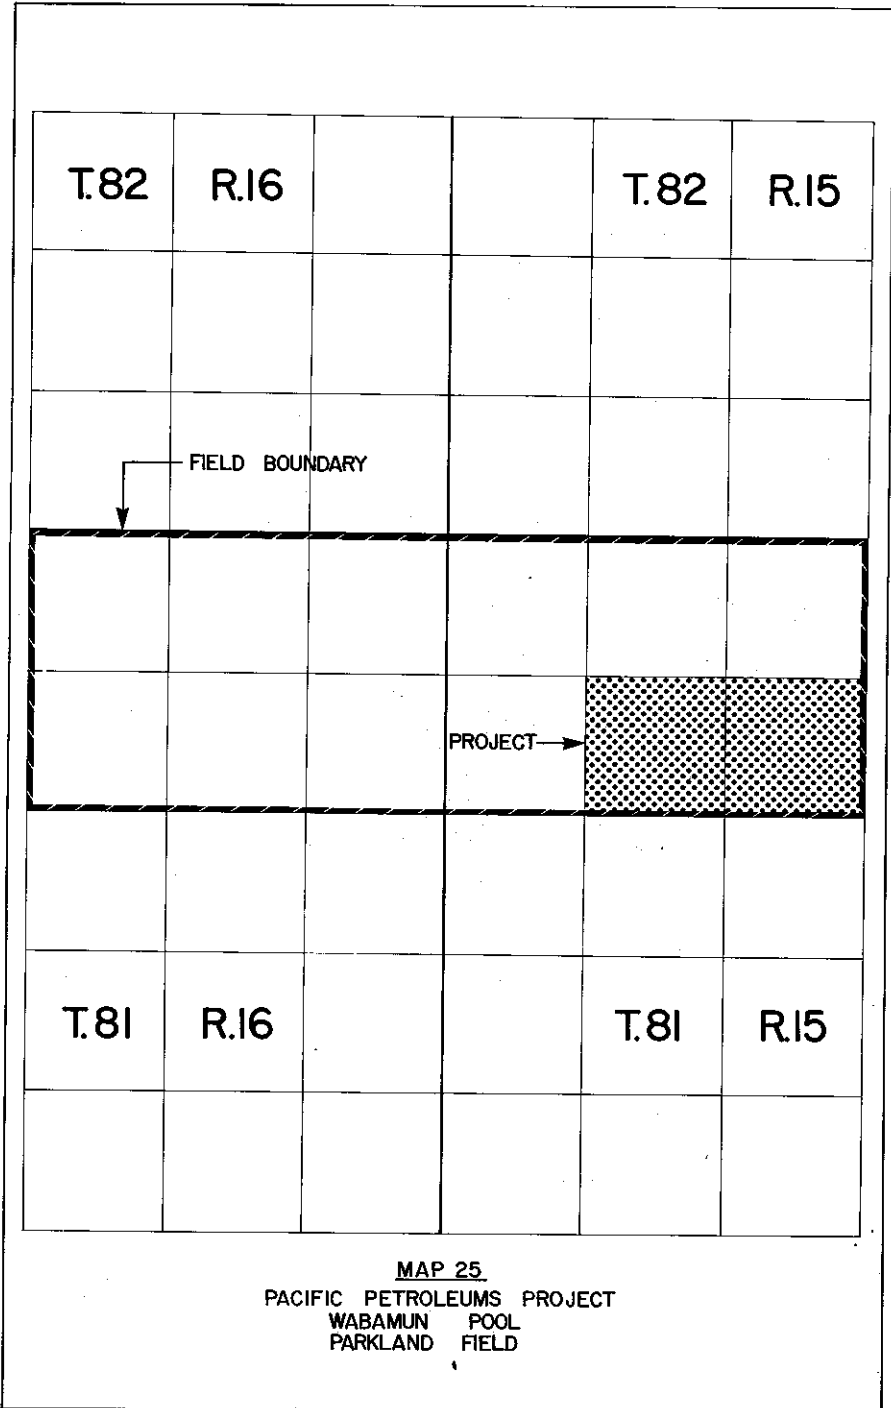 T.82 R.16 T.82 R.15
FIELD BOUNDARY
PROJECT
T.81 R.16 T.81 R.15
MAP 25
PACIFIC PETROLEUMS PROJECT
WABAMUN POOL
PARKLAND FIELD